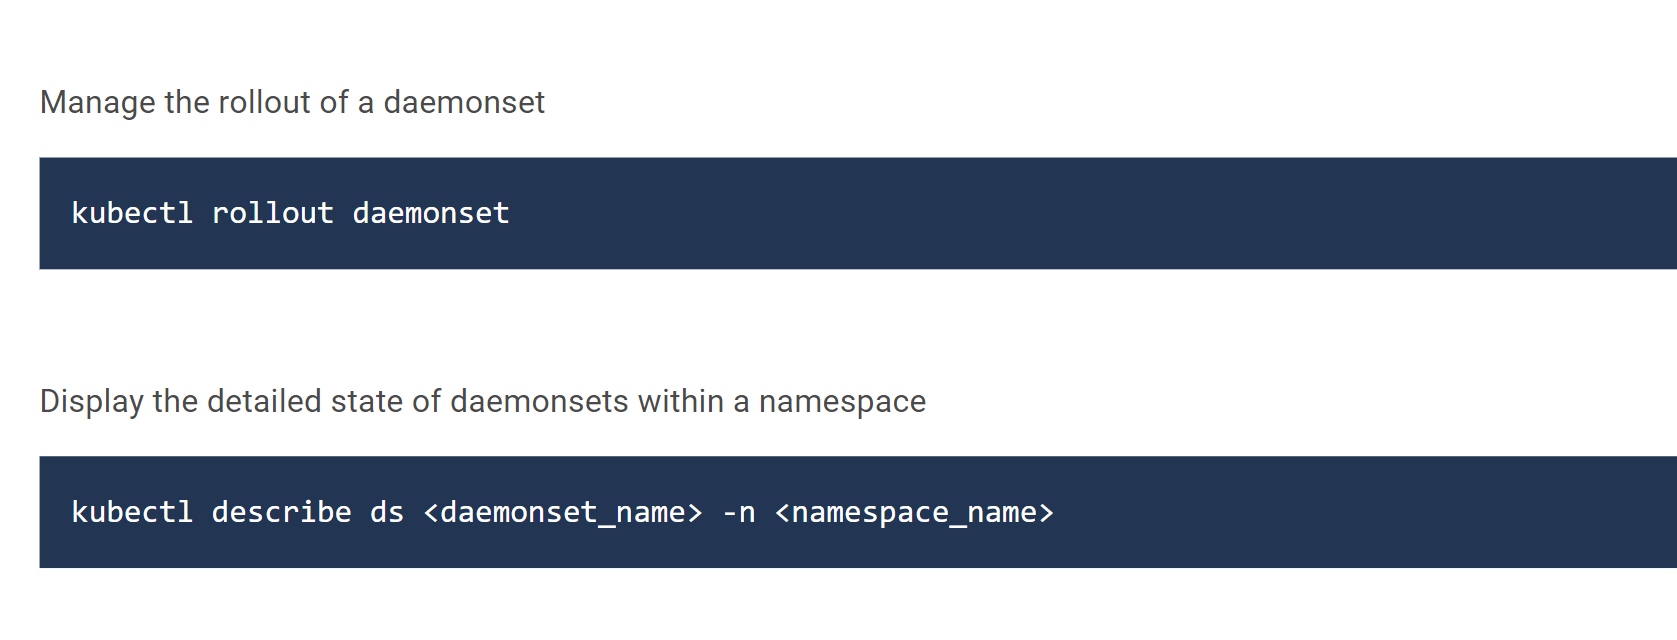 Manage the rollout of a daemonset
kubectl rollout daemonset
Display the detailed state of daemonsets within a namespace
kubectl describe ds <daemonset_name> -n <namespace_name>